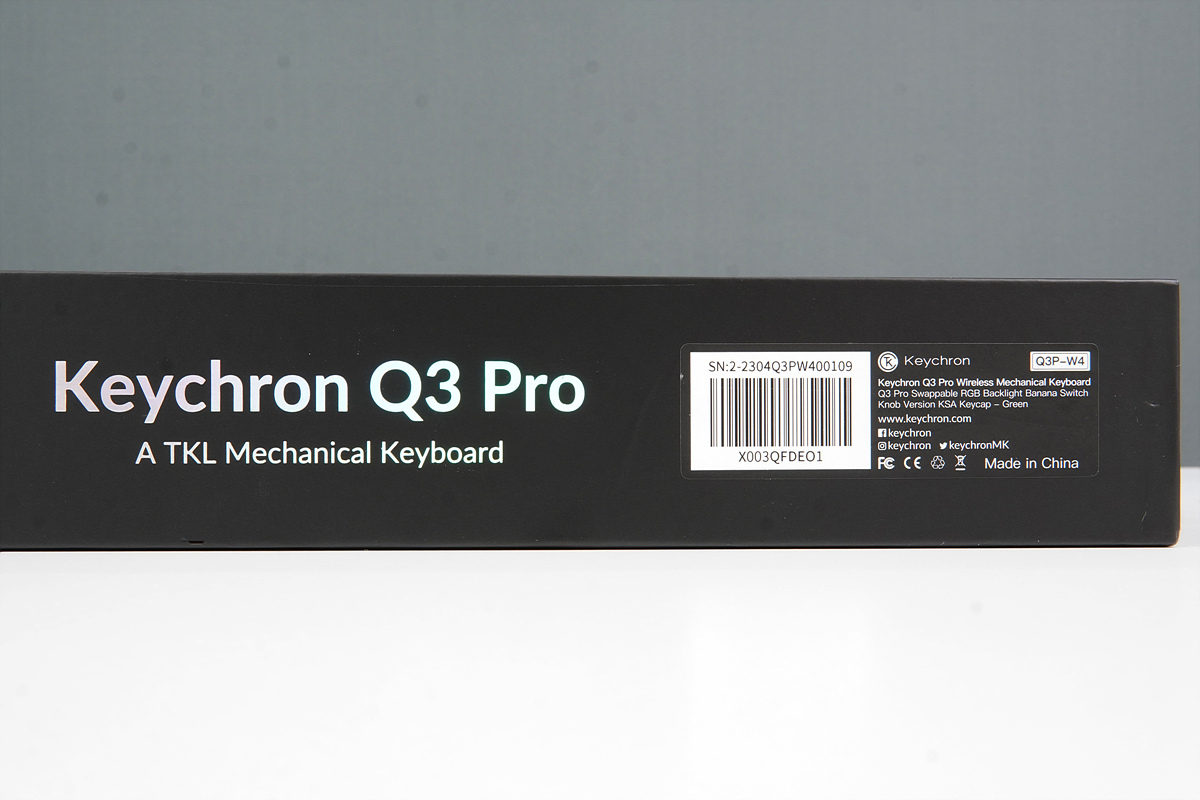 Keychron Q3 Pro
A TKL Mechanical Keyboard
SN:2-2304Q3PW400109
X003QFDEO1
Keychron
Q3P-W4
Keychron Q3 Pro Wireless Mechanical Keyboard
Q3 Pro Swappable RGB Backlight Banana Switch
Knob Version KSA Keycap - Green
www.keychron.com
keychron
keychron keychronMK
FC CE Made in China